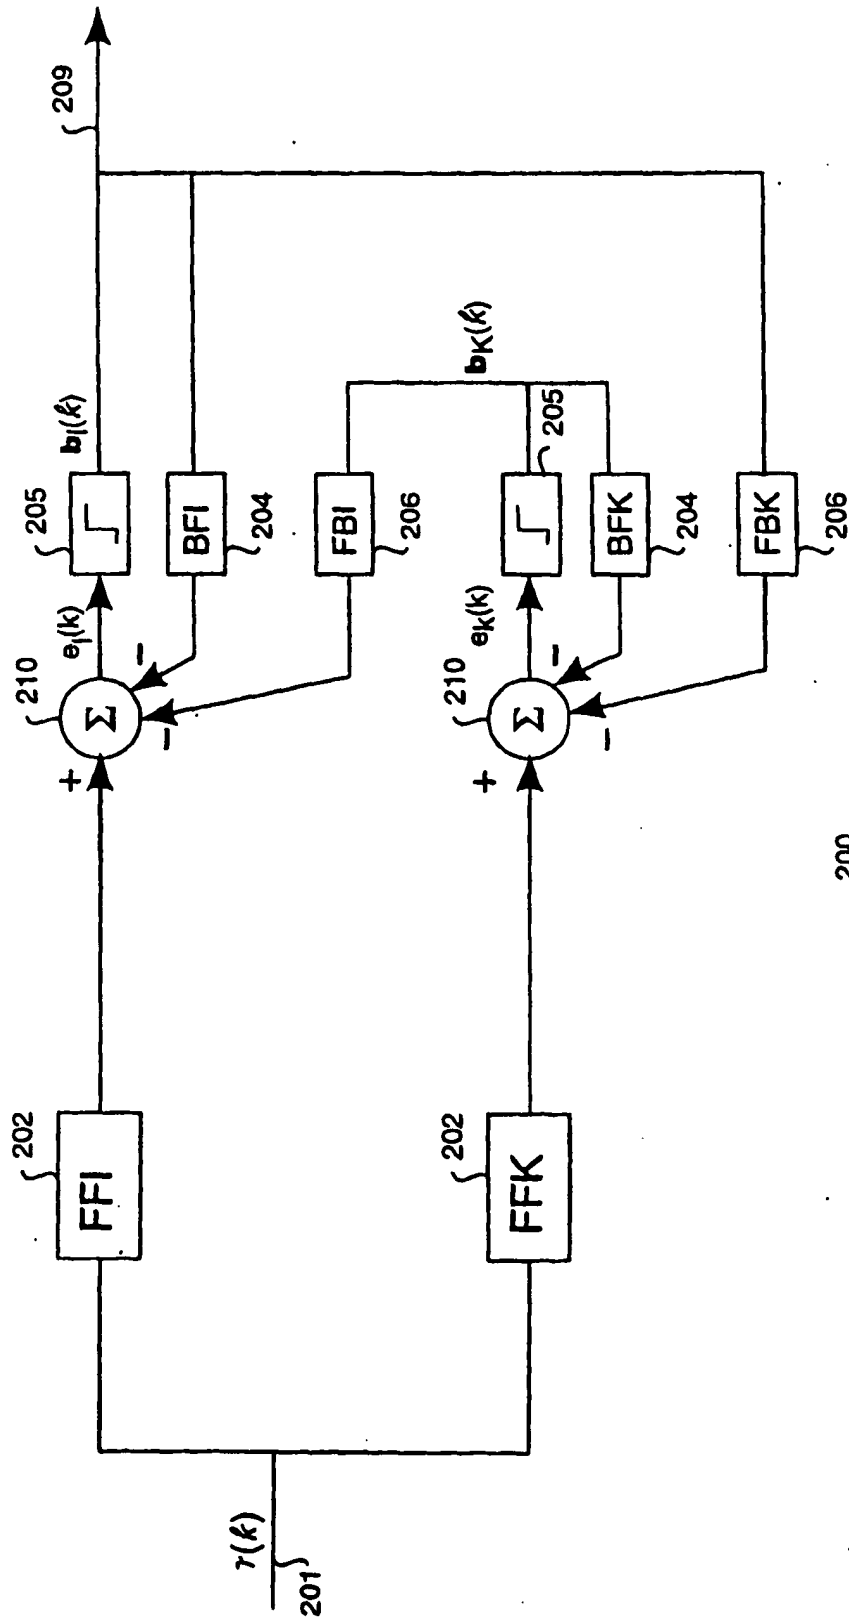 r(k)
201
FFI
202
FFK
202
+
Σ
210
−
−
e_I(k)
205
b_I(k)
BFI
204
FBI
206
209
+
Σ
210
−
−
e_K(k)
205
b_K(k)
BFK
204
FBK
206
200